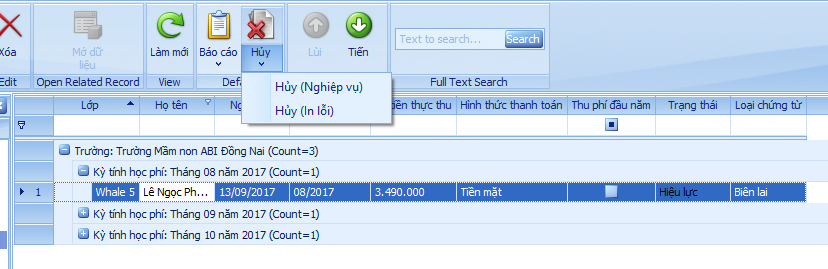 Xóa
Mở dữ liệu
Làm mới
Báo cáo
Hủy
Lùi
Tiến
Text to search...
Search
Edit
Open Related Record
View
Defa
Full Text Search
Hủy (Nghiệp vụ)
Hủy (In lỗi)
Lớp
Họ tên
Ng
iền thực thu
Hình thức thanh toán
Thu phí đầu năm
Trạng thái
Loại chứng từ
Trường: Trường Mầm non ABI Đồng Nai (Count=3)
Kỳ tính học phí: Tháng 08 năm 2017 (Count=1)
1 Whale 5 Lê Ngọc Ph... 13/09/2017 08/2017 3.490.000 Tiền mặt Hiệu lực Biên lai
Kỳ tính học phí: Tháng 09 năm 2017 (Count=1)
Kỳ tính học phí: Tháng 10 năm 2017 (Count=1)